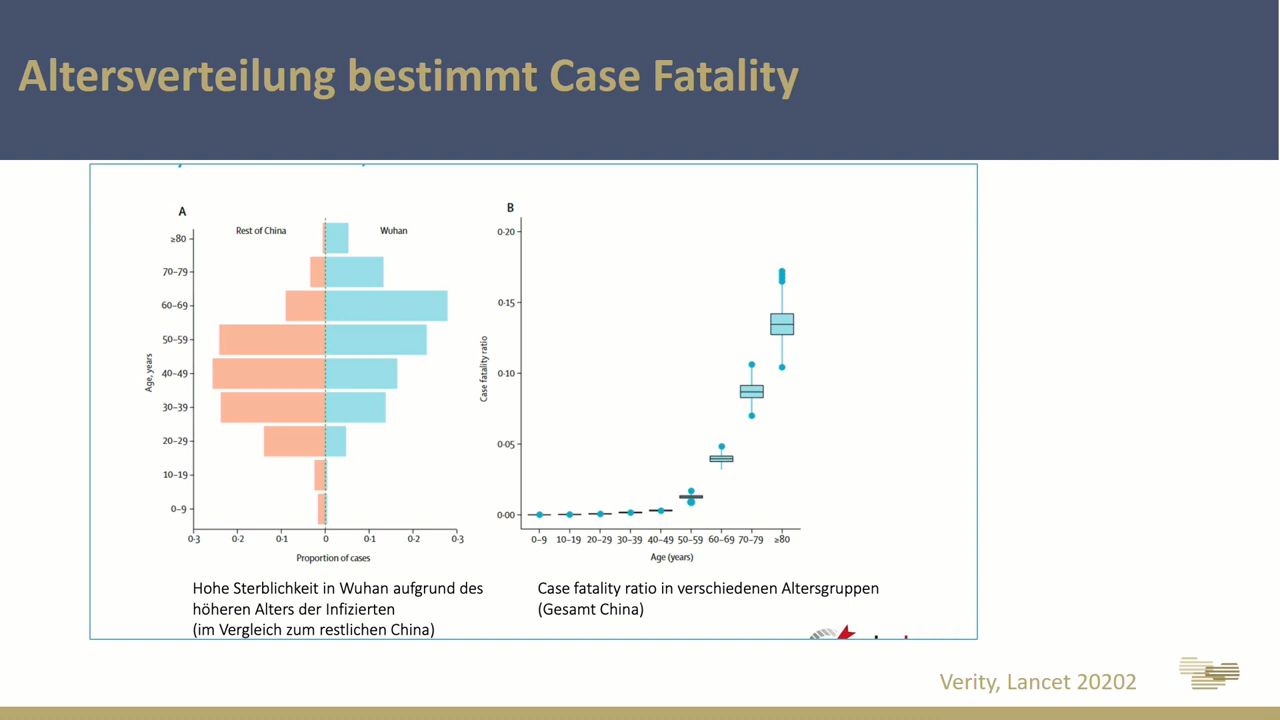 Altersverteilung bestimmt Case Fatality
A
Rest of China
Wuhan
≥80
70–79
60–69
50–59
40–49
30–39
20–29
10–19
0–9
Age, years
0·3 0·2 0·1 0 0·1 0·2 0·3
Proportion of cases
B
0·20
0·15
0·10
0·05
0·00
Case fatality ratio
0–9 10–19 20–29 30–39 40–49 50–59 60–69 70–79 ≥80
Age (years)
Hohe Sterblichkeit in Wuhan aufgrund des
höheren Alters der Infizierten
(im Vergleich zum restlichen China)
Case fatality ratio in verschiedenen Altersgruppen
(Gesamt China)
Verity, Lancet 20202